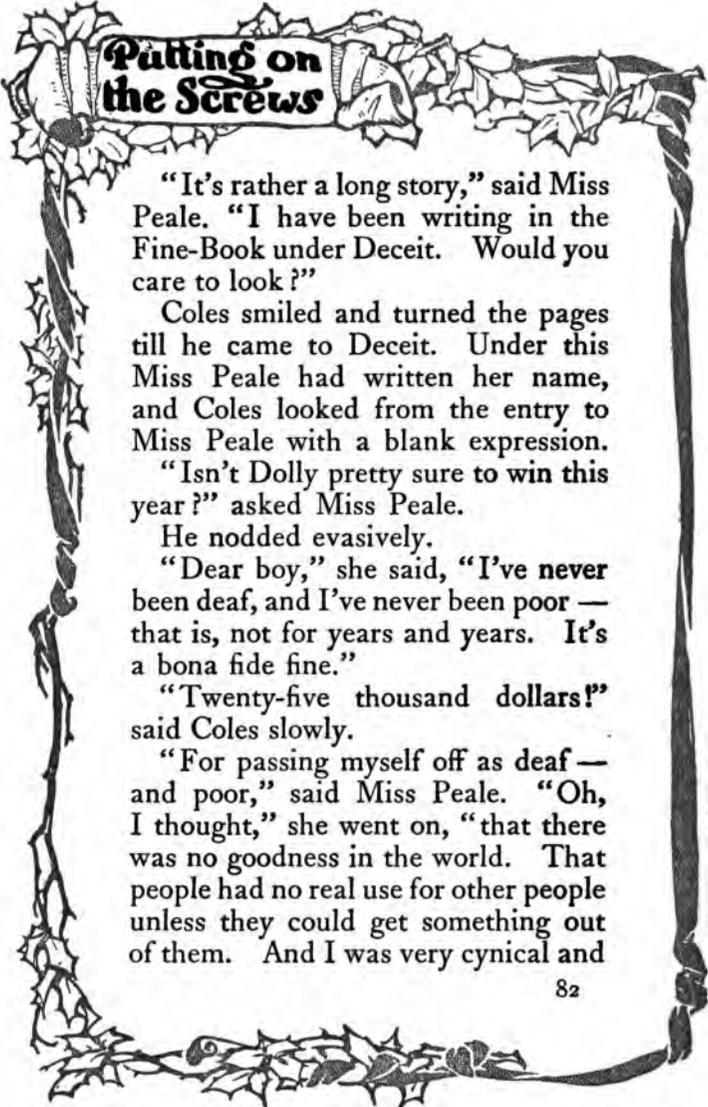 Putting on
the Screws
"It's rather a long story," said Miss
Peale. "I have been writing in the
Fine-Book under Deceit. Would you
care to look?"
Coles smiled and turned the pages
till he came to Deceit. Under this
Miss Peale had written her name,
and Coles looked from the entry to
Miss Peale with a blank expression.
"Isn't Dolly pretty sure to win this
year?" asked Miss Peale.
He nodded evasively.
"Dear boy," she said, "I've never
been deaf, and I've never been poor —
that is, not for years and years. It's
a bona fide fine."
"Twenty-five thousand dollars!"
said Coles slowly.
"For passing myself off as deaf —
and poor," said Miss Peale. "Oh,
I thought," she went on, "that there
was no goodness in the world. That
people had no real use for other people
unless they could get something out
of them. And I was very cynical and
82